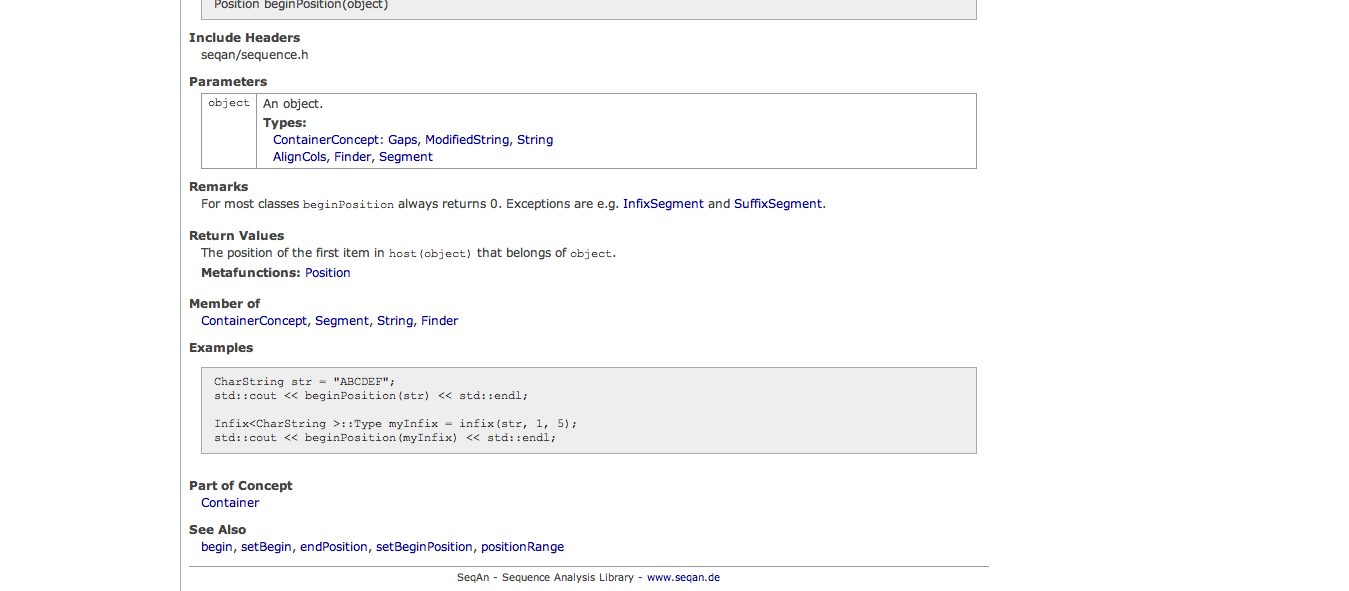 Position beginPosition(object)
Include Headers
seqan/sequence.h
Parameters
object An object.
Types:
ContainerConcept: Gaps, ModifiedString, String
AlignCols, Finder, Segment
Remarks
For most classes beginPosition always returns 0. Exceptions are e.g. InfixSegment and SuffixSegment.
Return Values
The position of the first item in host(object) that belongs of object.
Metafunctions: Position
Member of
ContainerConcept, Segment, String, Finder
Examples
CharString str = "ABCDEF";
std::cout << beginPosition(str) << std::endl;
Infix<CharString >::Type myInfix = infix(str, 1, 5);
std::cout << beginPosition(myInfix) << std::endl;
Part of Concept
Container
See Also
begin, setBegin, endPosition, setBeginPosition, positionRange
SeqAn - Sequence Analysis Library - www.seqan.de